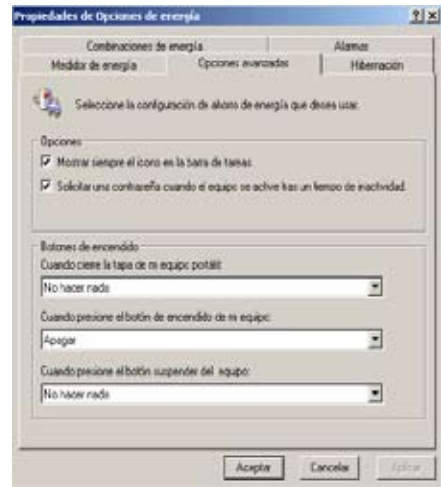 Propiedades de Opciones de energía
Combinaciones de energía
Alarmas
Medidor de energía
Opciones avanzadas
Hibernación
Seleccione la configuración de ahorro de energía que desea usar.
Opciones
Mostrar siempre el icono en la barra de tareas.
Solicitar una contraseña cuando el equipo se active tras un tiempo de inactividad.
Botones de encendido
Cuando cierre la tapa de mi equipo portátil:
No hacer nada
Cuando presione el botón de encendido de mi equipo:
Apagar
Cuando presione el botón suspender del equipo:
No hacer nada
Aceptar
Cancelar
Aplicar